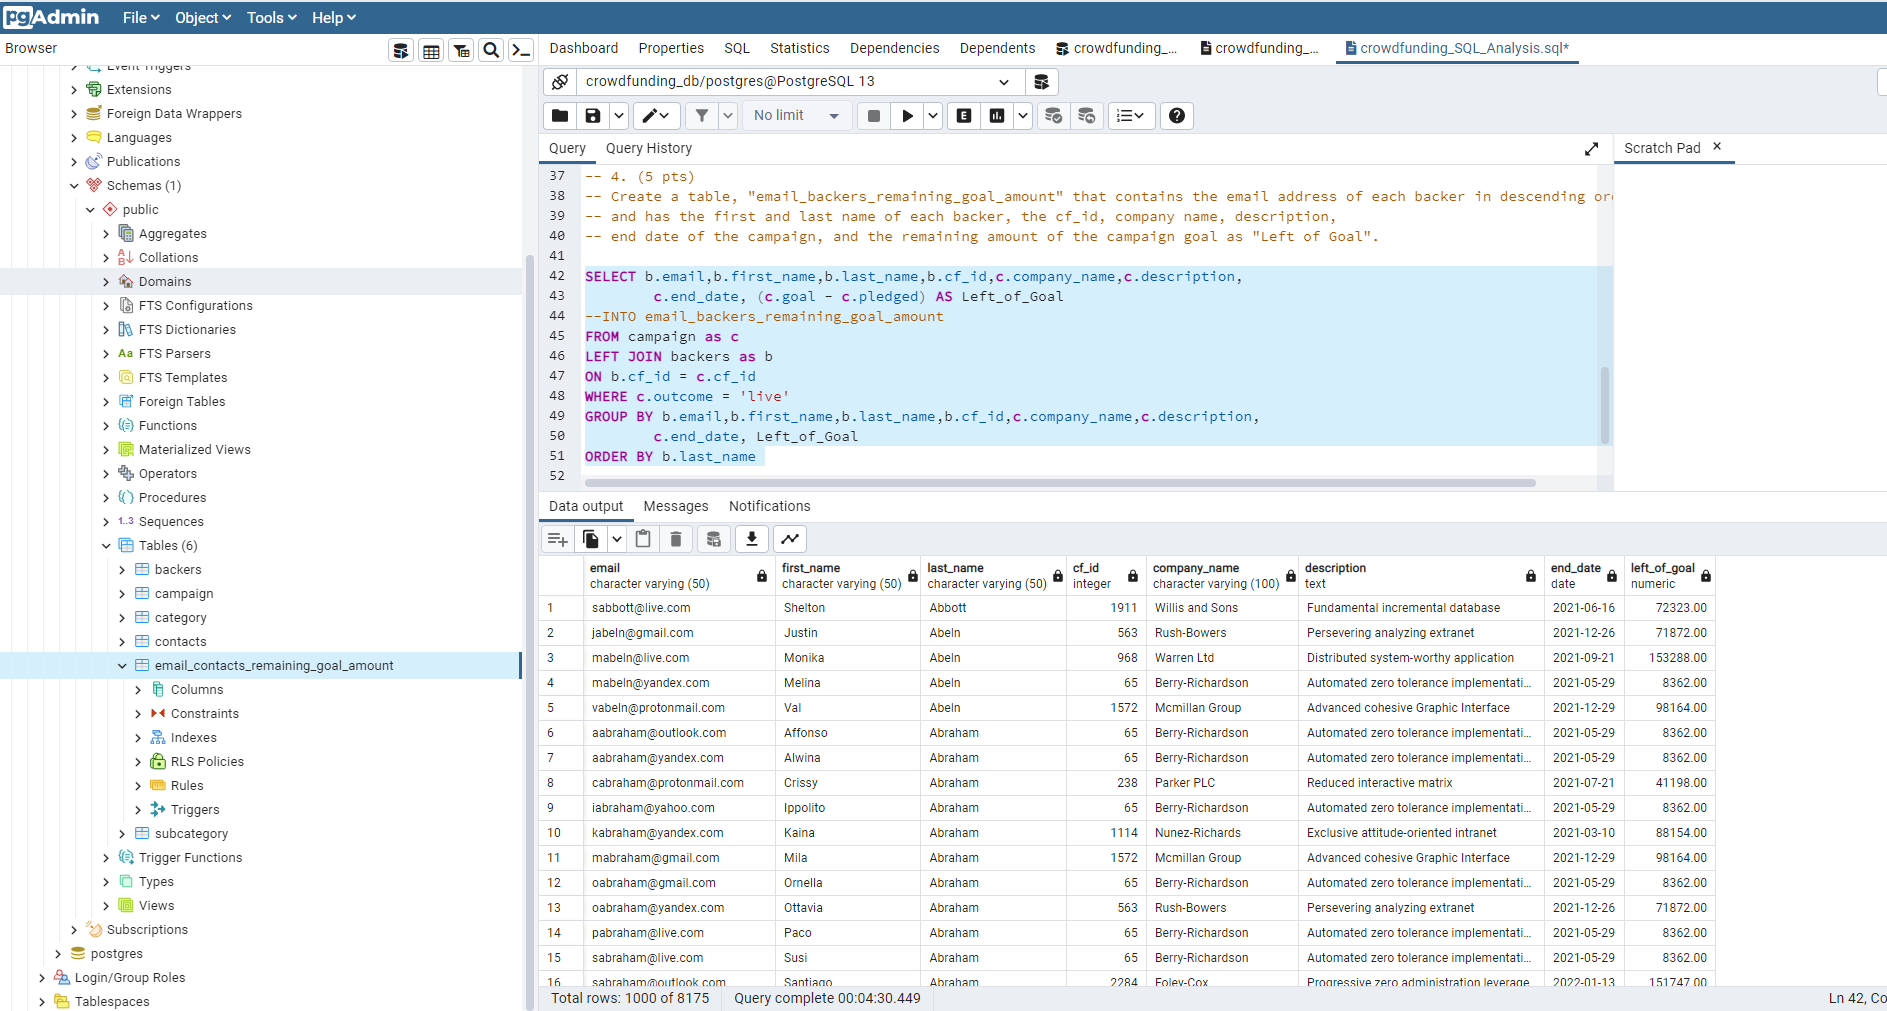 pgAdmin File Object Tools Help
Browser
Dashboard Properties SQL Statistics Dependencies Dependents crowdfunding_... crowdfunding_... crowdfunding_SQL_Analysis.sql*
Event Triggers
Extensions
Foreign Data Wrappers
Languages
Publications
Schemas (1)
public
Aggregates
Collations
Domains
FTS Configurations
FTS Dictionaries
Aa FTS Parsers
FTS Templates
Foreign Tables
Functions
Materialized Views
Operators
Procedures
1..3 Sequences
Tables (6)
backers
campaign
category
contacts
email_contacts_remaining_goal_amount
Columns
Constraints
Indexes
RLS Policies
Rules
Triggers
subcategory
Trigger Functions
Types
Views
Subscriptions
postgres
Login/Group Roles
Tablespaces
crowdfunding_db/postgres@PostgreSQL 13
No limit
E
Query Query History
Scratch Pad
37 -- 4. (5 pts)
38 -- Create a table, "email_backers_remaining_goal_amount" that contains the email address of each backer in descending
39 -- and has the first and last name of each backer, the cf_id, company name, description,
40 -- end date of the campaign, and the remaining amount of the campaign goal as "Left of Goal".
41
42 SELECT b.email,b.first_name,b.last_name,b.cf_id,c.company_name,c.description,
43 c.end_date, (c.goal - c.pledged) AS Left_of_Goal
44 --INTO email_backers_remaining_goal_amount
45 FROM campaign as c
46 LEFT JOIN backers as b
47 ON b.cf_id = c.cf_id
48 WHERE c.outcome = 'live'
49 GROUP BY b.email,b.first_name,b.last_name,b.cf_id,c.company_name,c.description,
50 c.end_date, Left_of_Goal
51 ORDER BY b.last_name
52
Data output Messages Notifications
email first_name last_name cf_id company_name description end_date left_of_goal
character varying (50) character varying (50) character varying (50) integer character varying (100) text date numeric
1 sabbott@live.com Shelton Abbott 1911 Willis and Sons Fundamental incremental database 2021-06-16 72323.00
2 jabeln@gmail.com Justin Abeln 563 Rush-Bowers Persevering analyzing extranet 2021-12-26 71872.00
3 mabeln@live.com Monika Abeln 968 Warren Ltd Distributed system-worthy application 2021-09-21 153288.00
4 mabeln@yandex.com Melina Abeln 65 Berry-Richardson Automated zero tolerance implementati... 2021-05-29 8362.00
5 vabeln@protonmail.com Val Abeln 1572 Mcmillan Group Advanced cohesive Graphic Interface 2021-12-29 98164.00
6 aabraham@outlook.com Affonso Abraham 65 Berry-Richardson Automated zero tolerance implementati... 2021-05-29 8362.00
7 aabraham@yandex.com Alwina Abraham 65 Berry-Richardson Automated zero tolerance implementati... 2021-05-29 8362.00
8 cabraham@protonmail.com Crissy Abraham 238 Parker PLC Reduced interactive matrix 2021-07-21 41198.00
9 iabraham@yahoo.com Ippolito Abraham 65 Berry-Richardson Automated zero tolerance implementati... 2021-05-29 8362.00
10 kabraham@yandex.com Kaina Abraham 1114 Nunez-Richards Exclusive attitude-oriented intranet 2021-03-10 88154.00
11 mabraham@gmail.com Mila Abraham 1572 Mcmillan Group Advanced cohesive Graphic Interface 2021-12-29 98164.00
12 oabraham@gmail.com Ornella Abraham 65 Berry-Richardson Automated zero tolerance implementati... 2021-05-29 8362.00
13 oabraham@yandex.com Ottavia Abraham 563 Rush-Bowers Persevering analyzing extranet 2021-12-26 71872.00
14 pabraham@live.com Paco Abraham 65 Berry-Richardson Automated zero tolerance implementati... 2021-05-29 8362.00
15 sabraham@live.com Susi Abraham 65 Berry-Richardson Automated zero tolerance implementati... 2021-05-29 8362.00
16 sabraham@outlook.com Santiago Abraham 2284 Foley-Cox Progressive zero administration leverage 2022-01-13 151747.00
Total rows: 1000 of 8175 Query complete 00:04:30.449 Ln 42, Co